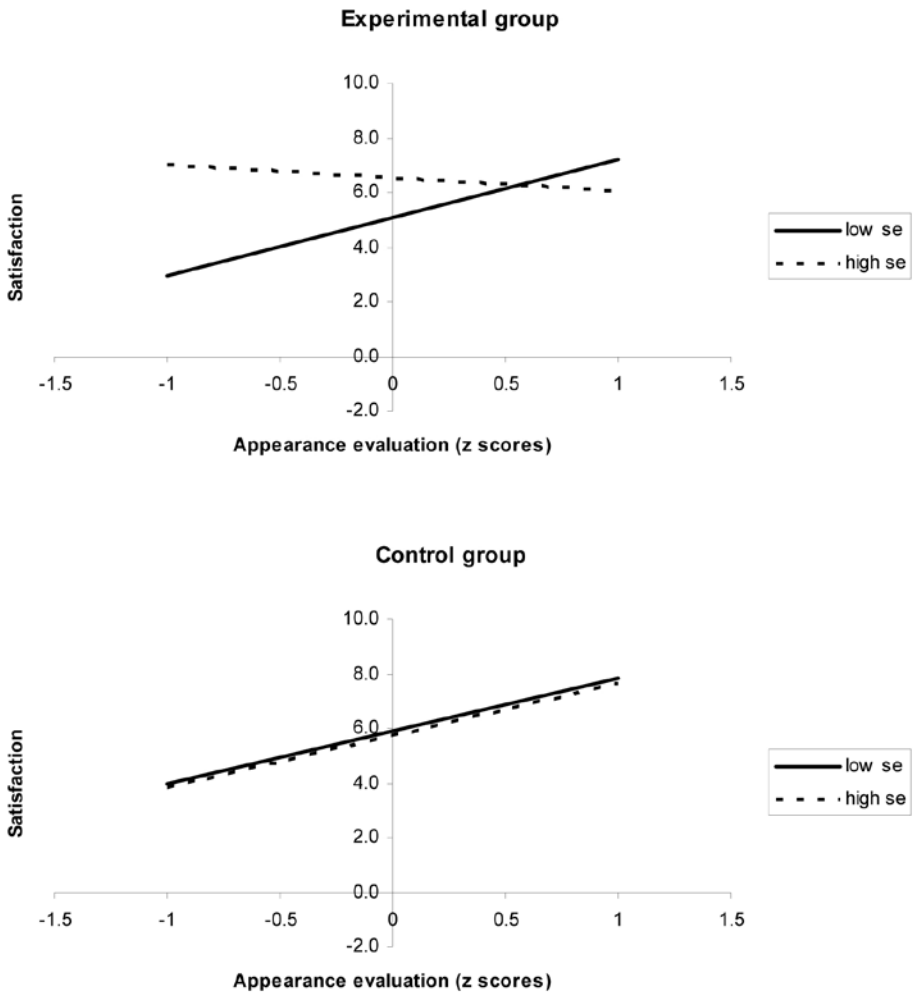 Experimental group
10.0
8.0
6.0
4.0
2.0
0.0
-2.0
-1.5 -1 -0.5 0 0.5 1 1.5
Satisfaction
Appearance evaluation (z scores)
low se
high se
Control group
10.0
8.0
6.0
4.0
2.0
0.0
-2.0
-1.5 -1 -0.5 0 0.5 1 1.5
Satisfaction
Appearance evaluation (z scores)
low se
high se